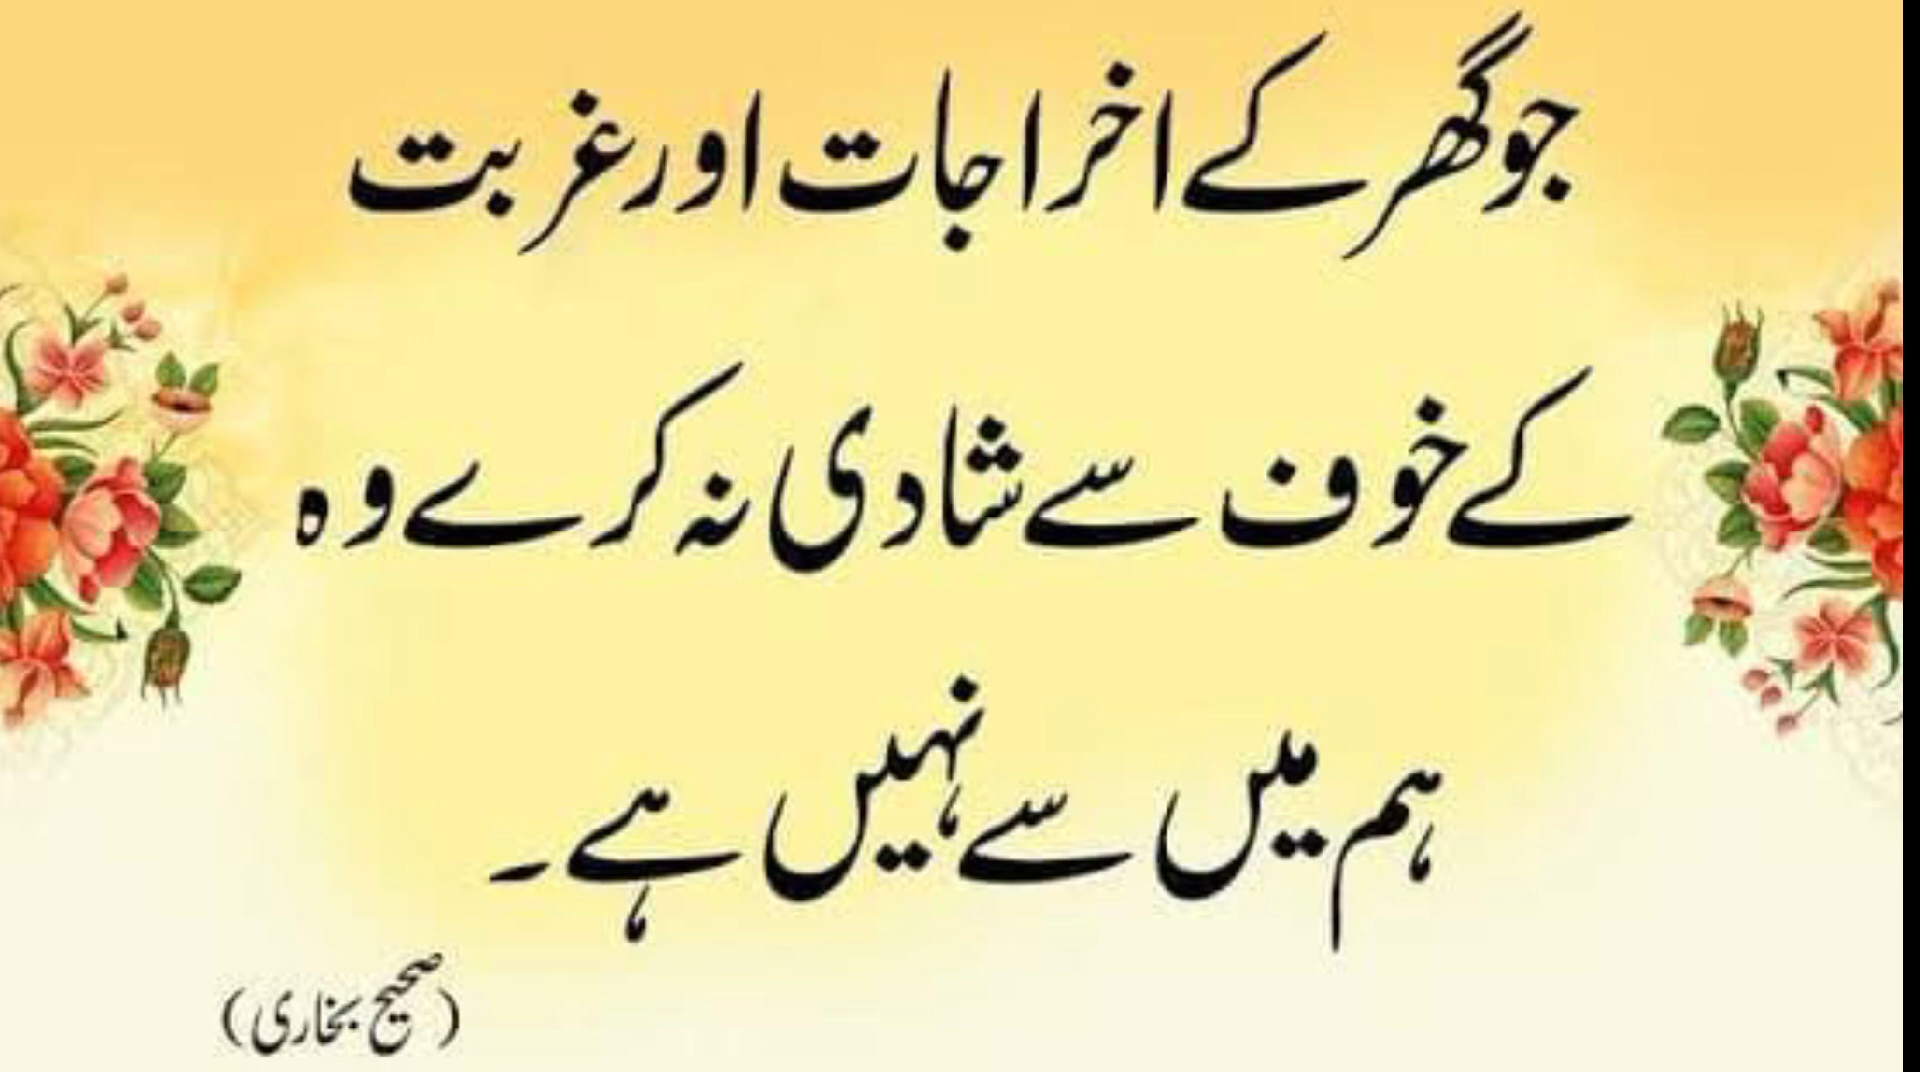 جو گھر کے اخراجات اور غربت
کے خوف سے شادی نہ کرے وہ
ہم میں سے نہیں ہے۔
(صحیح بخاری)